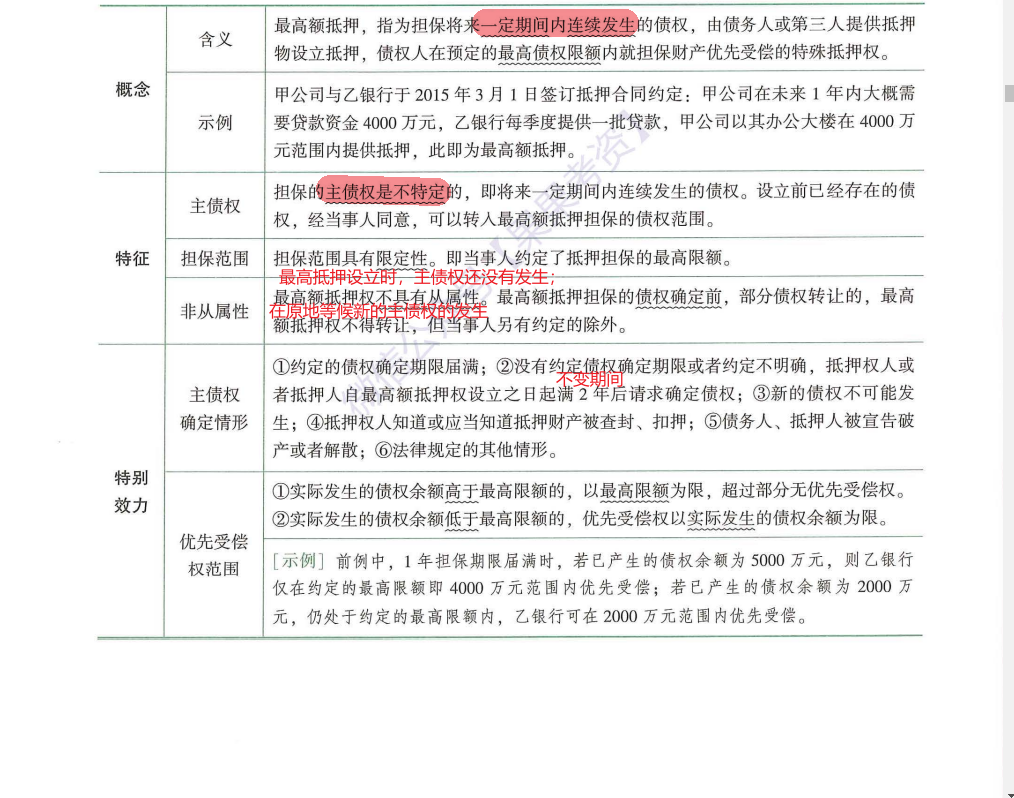 概念
含义
最高额抵押，指为担保将来一定期间内连续发生的债权，由债务人或第三人提供抵押
物设立抵押，债权人在预定的最高债权限额内就担保财产优先受偿的特殊抵押权。
示例
甲公司与乙银行于 2015 年 3 月 1 日签订抵押合同约定：甲公司在未来 1 年内大概需
要贷款资金 4000 万元，乙银行每季度提供一批贷款，甲公司以其办公大楼在 4000 万
元范围内提供抵押，此即为最高额抵押。
特征
主债权
担保的主债权是不特定的，即将来一定期间内连续发生的债权。设立前已经存在的债
权，经当事人同意，可以转入最高额抵押担保的债权范围。
担保范围
担保范围具有限定性。即当事人约定了抵押担保的最高限额。
最高抵押设立时，主债权还没有发生；
非从属性
最高额抵押权不具有从属性。最高额抵押担保的债权确定前，部分债权转让的，最高
在原地等候新的主债权的发生
额抵押权不得转让，但当事人另有约定的除外。
特别
效力
主债权
确定情形
①约定的债权确定期限届满；②没有约定债权确定期限或者约定不明确，抵押权人或
不变期间
者抵押人自最高额抵押权设立之日起满 2 年后请求确定债权；③新的债权不可能发
生；④抵押权人知道或应当知道抵押财产被查封、扣押；⑤债务人、抵押人被宣告破
产或者解散；⑥法律规定的其他情形。
优先受偿
权范围
①实际发生的债权余额高于最高限额的，以最高限额为限，超过部分无优先受偿权。
②实际发生的债权余额低于最高限额的，优先受偿权以实际发生的债权余额为限。
［示例］前例中，1 年担保期限届满时，若已产生的债权余额为 5000 万元，则乙银行
仅在约定的最高限额即 4000 万元范围内优先受偿；若已产生的债权余额为 2000 万
元，仍处于约定的最高限额内，乙银行可在 2000 万元范围内优先受偿。